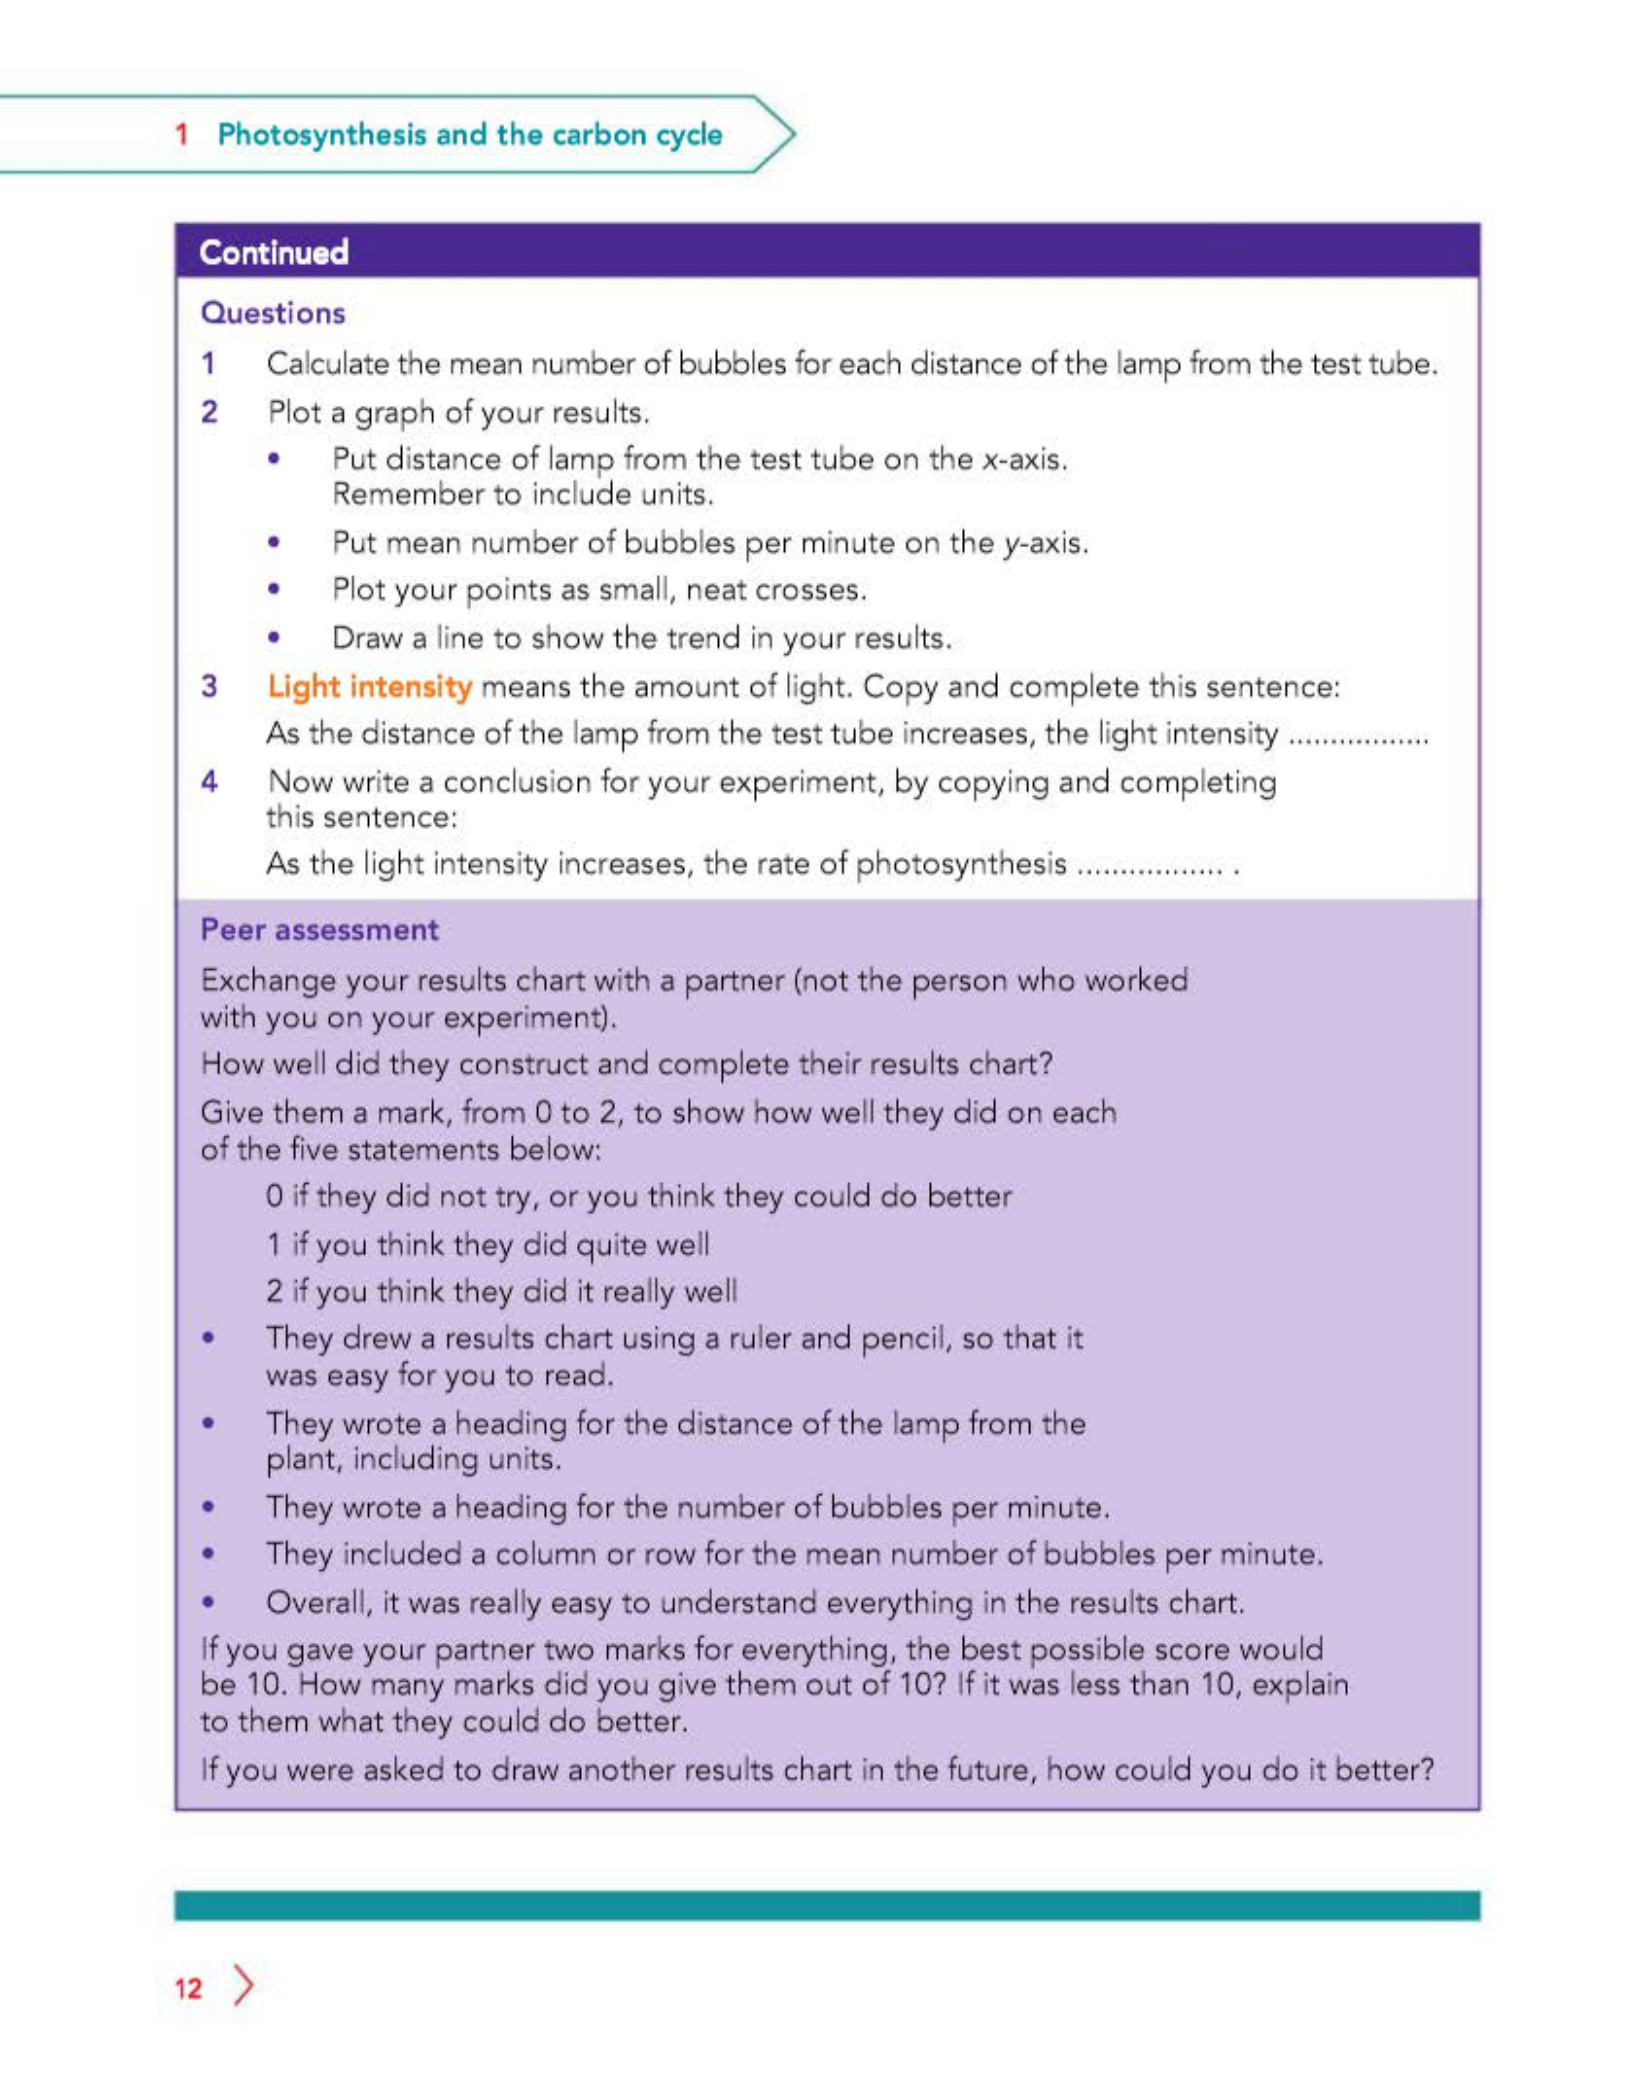 1 Photosynthesis and the carbon cycle
Continued
Questions
1 Calculate the mean number of bubbles for each distance of the lamp from the test tube.
2 Plot a graph of your results.
• Put distance of lamp from the test tube on the x-axis.
Remember to include units.
• Put mean number of bubbles per minute on the y-axis.
• Plot your points as small, neat crosses.
• Draw a line to show the trend in your results.
3 Light intensity means the amount of light. Copy and complete this sentence:
As the distance of the lamp from the test tube increases, the light intensity .................
4 Now write a conclusion for your experiment, by copying and completing
this sentence:
As the light intensity increases, the rate of photosynthesis ................. .
Peer assessment
Exchange your results chart with a partner (not the person who worked
with you on your experiment).
How well did they construct and complete their results chart?
Give them a mark, from 0 to 2, to show how well they did on each
of the five statements below:
0 if they did not try, or you think they could do better
1 if you think they did quite well
2 if you think they did it really well
• They drew a results chart using a ruler and pencil, so that it
was easy for you to read.
• They wrote a heading for the distance of the lamp from the
plant, including units.
• They wrote a heading for the number of bubbles per minute.
• They included a column or row for the mean number of bubbles per minute.
• Overall, it was really easy to understand everything in the results chart.
If you gave your partner two marks for everything, the best possible score would
be 10. How many marks did you give them out of 10? If it was less than 10, explain
to them what they could do better.
If you were asked to draw another results chart in the future, how could you do it better?
12 >